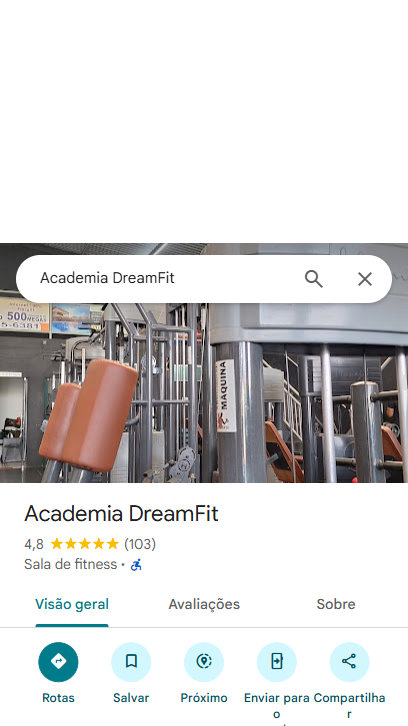 Academia DreamFit
500 MEGAS
5-6381
MAQUINA
Academia DreamFit
4,8 (103)
Sala de fitness ·
Visão geral Avaliações Sobre
Rotas Salvar Próximo Enviar para o Compartilhar